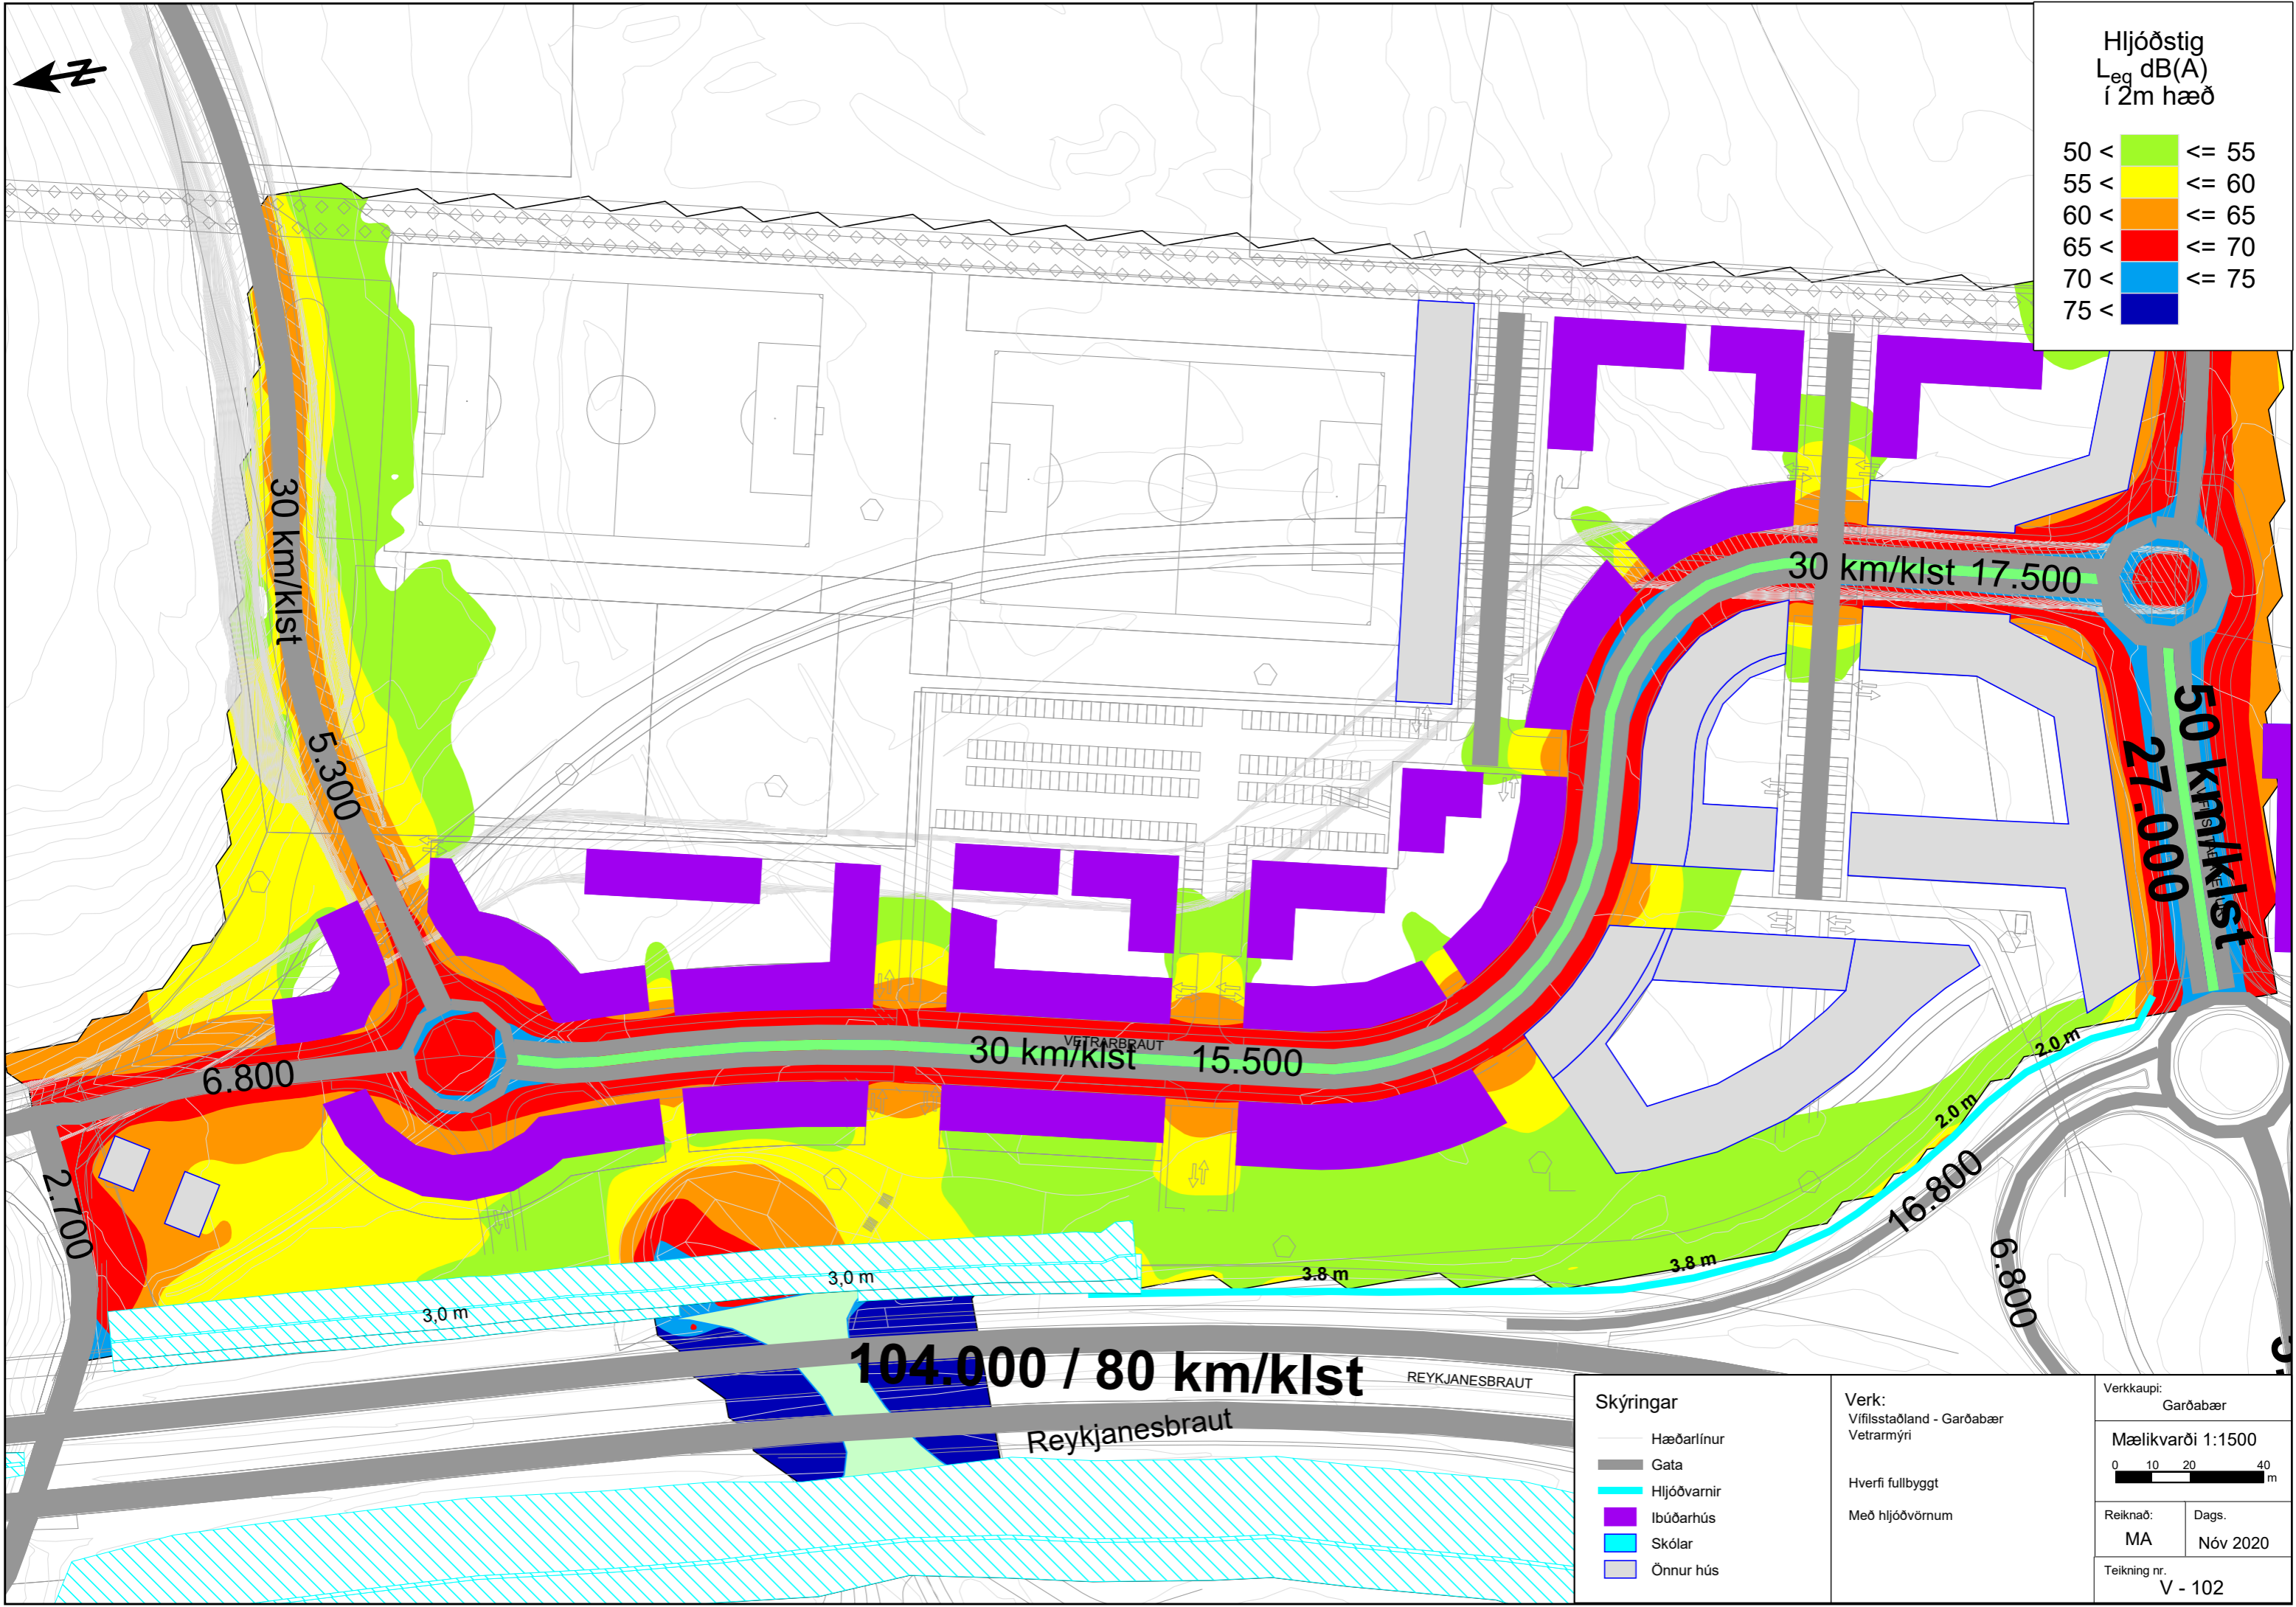 N
Hljóðstig
Leq dB(A)
í 2m hæð
50 < <= 55
55 < <= 60
60 < <= 65
65 < <= 70
70 < <= 75
75 <
30 km/klst
5.300
30 km/klst 17.500
50 km/klst
27.000
6.800
VETRARBRAUT
30 km/klst 15.500
2.700
2.0 m
2.0 m
16.800
6.800
3.8 m
3.8 m
3,0 m
3,0 m
104.000 / 80 km/klst
REYKJANESBRAUT
Reykjanesbraut
Skýringar
Hæðarlínur
Gata
Hljóðvarnir
Ibúðarhús
Skólar
Önnur hús
Verk:
Vífilsstaðland - Garðabær
Vetrarmýri
Hverfi fullbyggt
Með hljóðvörnum
Verkkaupi:
Garðabær
Mælikvarði 1:1500
0 10 20 40
m
Reiknað:
MA
Dags.
Nóv 2020
Teikning nr.
V - 102